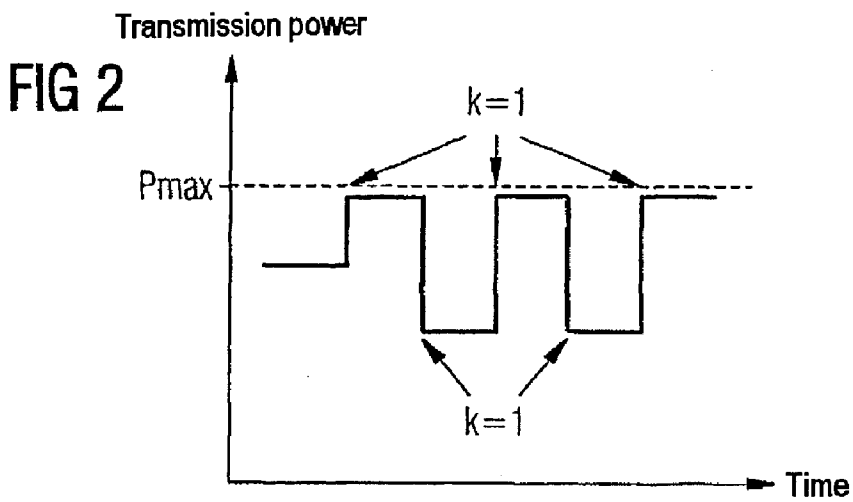 Transmission power
FIG 2
k=1
Pmax
k=1
Time